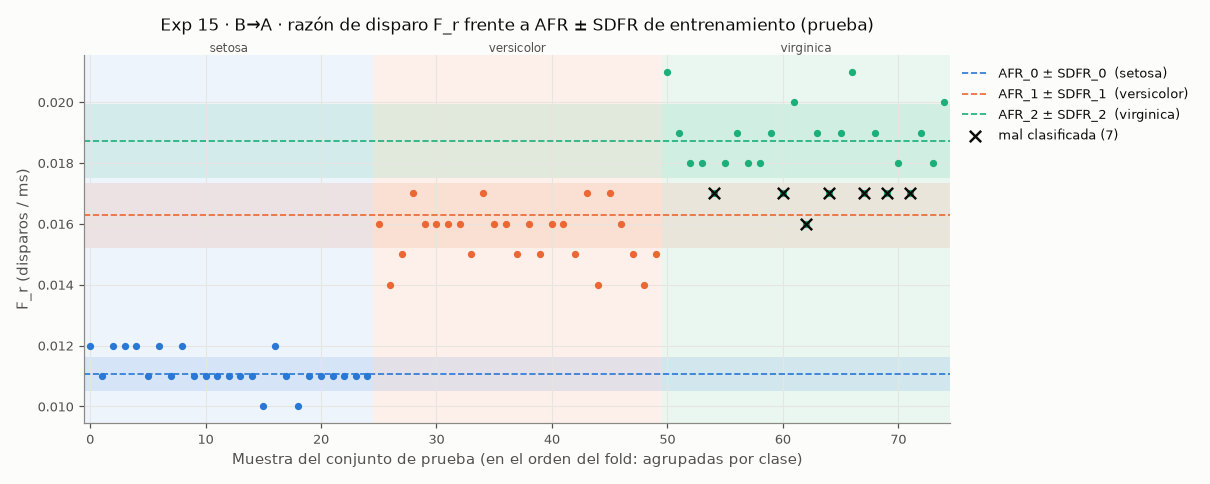 Exp 15 · B→A · razón de disparo F_r frente a AFR ± SDFR de entrenamiento (prueba)
setosa
versicolor
virginica
AFR_0 ± SDFR_0 (setosa)
AFR_1 ± SDFR_1 (versicolor)
AFR_2 ± SDFR_2 (virginica)
mal clasificada (7)
F_r (disparos / ms)
0.020
0.018
0.016
0.014
0.012
0.010
0 10 20 30 40 50 60 70
Muestra del conjunto de prueba (en el orden del fold: agrupadas por clase)